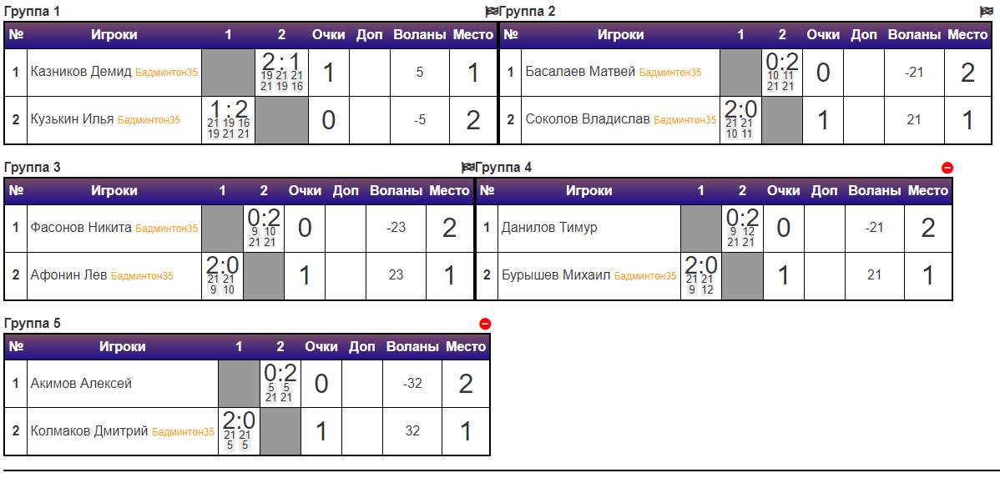 Группа 1
№ Игроки 1 2 Очки Доп Воланы Место
1 Казников Демид Бадминтон35 2:1 1 5 1
19 21 21
21 19 16
2 Кузькин Илья Бадминтон35 1:2 0 -5 2
21 19 16
19 21 21
Группа 2
№ Игроки 1 2 Очки Доп Воланы Место
1 Басалаев Матвей Бадминтон35 0:2 0 -21 2
10 11
21 21
2 Соколов Владислав Бадминтон35 2:0 1 21 1
21 21
10 11
Группа 3
№ Игроки 1 2 Очки Доп Воланы Место
1 Фасонов Никита Бадминтон35 0:2 0 -23 2
9 10
21 21
2 Афонин Лев Бадминтон35 2:0 1 23 1
21 21
9 10
Группа 4
№ Игроки 1 2 Очки Доп Воланы Место
1 Данилов Тимур 0:2 0 -21 2
9 12
21 21
2 Бурышев Михаил Бадминтон35 2:0 1 21 1
21 21
9 12
Группа 5
№ Игроки 1 2 Очки Доп Воланы Место
1 Акимов Алексей 0:2 0 -32 2
5 5
21 21
2 Колмаков Дмитрий Бадминтон35 2:0 1 32 1
21 21
5 5